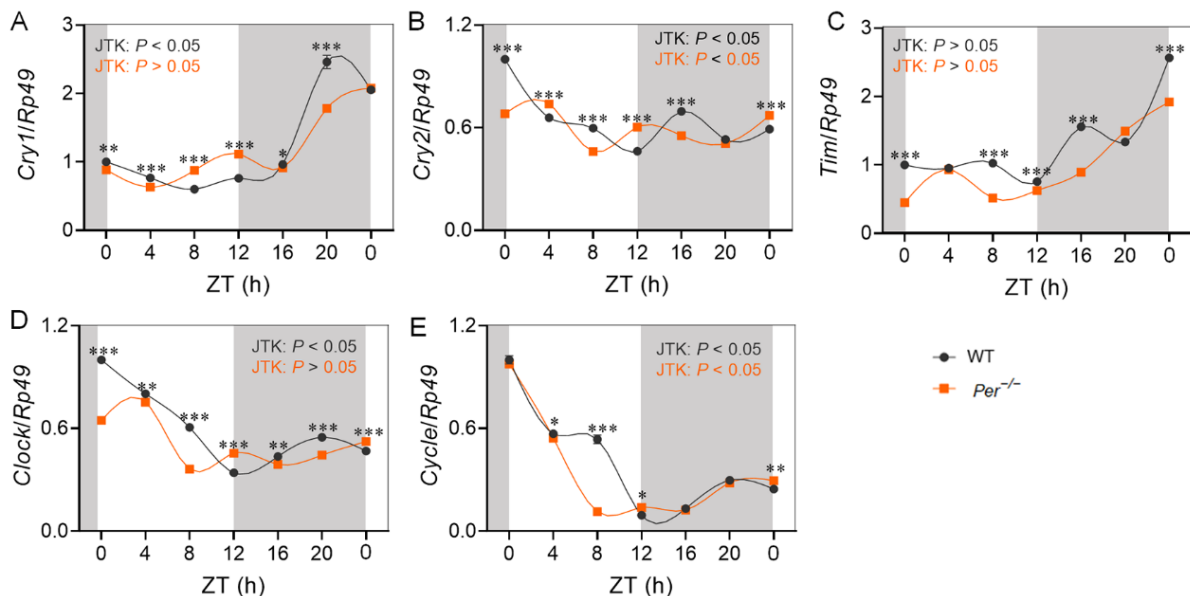 A
Cry1/Rp49
3
2
1
0
JTK: P < 0.05
JTK: P > 0.05
** *** *** *** * ***
0 4 8 12 16 20 0
ZT (h)
B
Cry2/Rp49
1.2
0.6
0.0
JTK: P < 0.05
JTK: P < 0.05
*** *** *** *** *** ***
0 4 8 12 16 20 0
ZT (h)
C
Tim/Rp49
3
2
1
0
JTK: P > 0.05
JTK: P > 0.05
*** *** *** *** ***
0 4 8 12 16 20 0
ZT (h)
D
Clock/Rp49
1.2
0.6
0.0
JTK: P < 0.05
JTK: P > 0.05
*** ** *** *** ** *** ***
0 4 8 12 16 20 0
ZT (h)
E
Cycle/Rp49
1.2
0.6
0.0
JTK: P < 0.05
JTK: P < 0.05
* *** * **
0 4 8 12 16 20 0
ZT (h)
WT
Per⁻/⁻